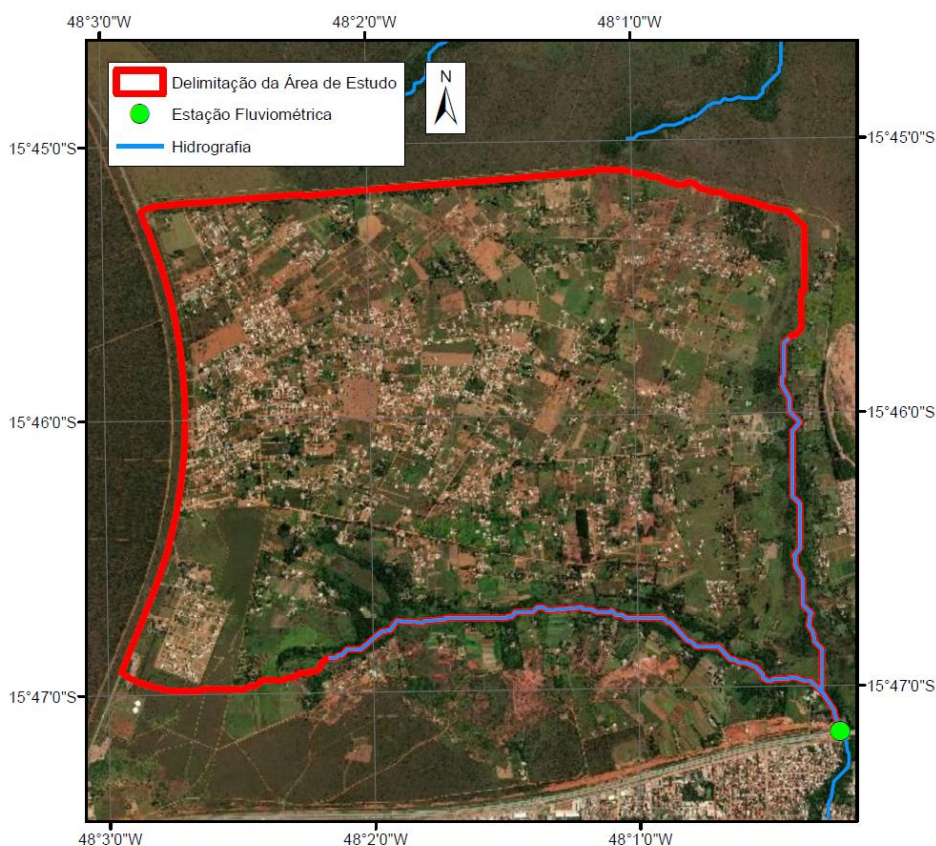 48°3'0"W 48°2'0"W 48°1'0"W
Delimitação da Área de Estudo
N
Estação Fluviométrica
Hidrografia
15°45'0"S 15°45'0"S
15°46'0"S 15°46'0"S
15°47'0"S 15°47'0"S
48°3'0"W 48°2'0"W 48°1'0"W